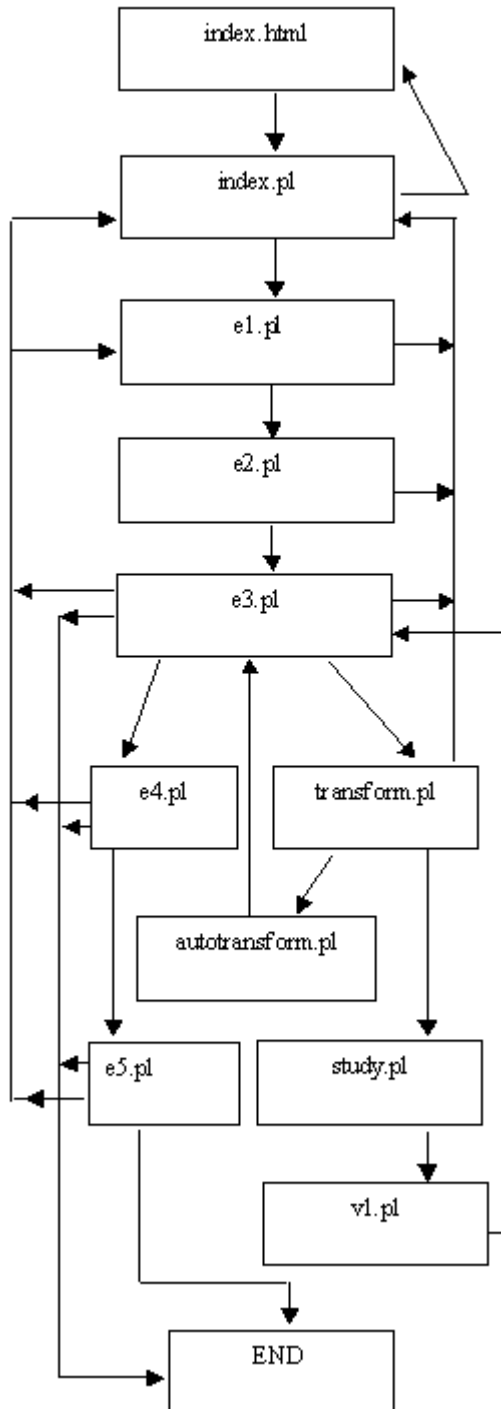 index.html
index.pl
e1.pl
e2.pl
e3.pl
e4.pl
transform.pl
autotransform.pl
e5.pl
study.pl
v1.pl
END